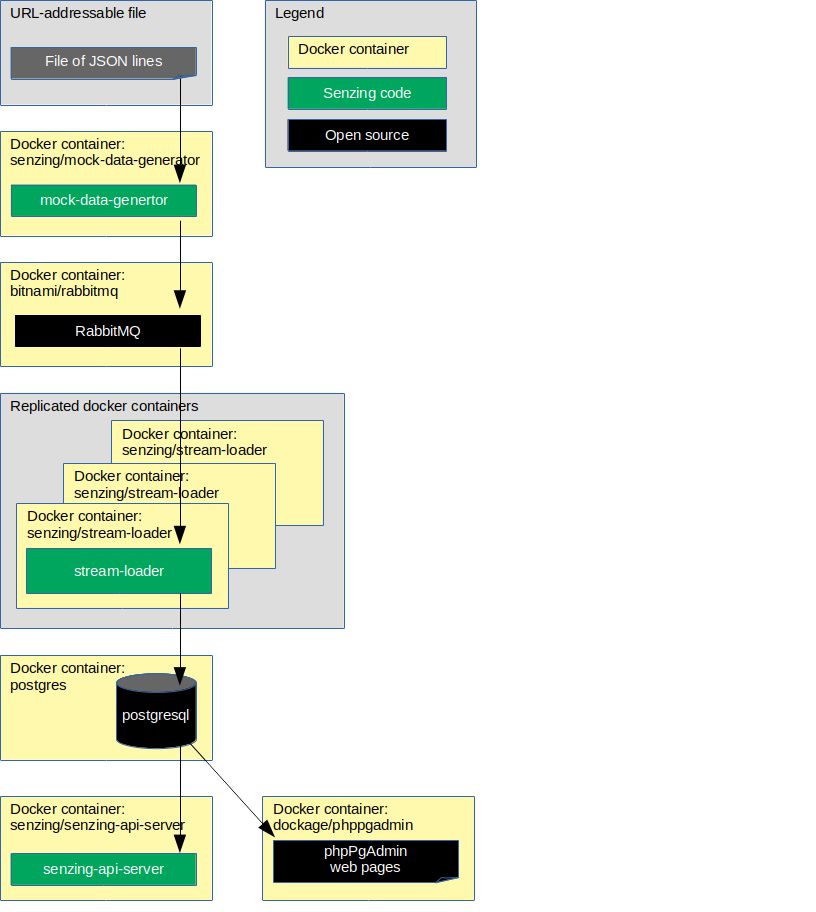 URL-addressable file
File of JSON lines
Legend
Docker container
Senzing code
Open source
Docker container:
senzing/mock-data-generator
mock-data-genertor
Docker container:
bitnami/rabbitmq
RabbitMQ
Replicated docker containers
Docker container:
senzing/stream-loader
Docker container:
senzing/stream-loader
Docker container:
senzing/stream-loader
stream-loader
Docker container:
postgres
postgresql
Docker container:
senzing/senzing-api-server
senzing-api-server
Docker container:
dockage/phppgadmin
phpPgAdmin
web pages